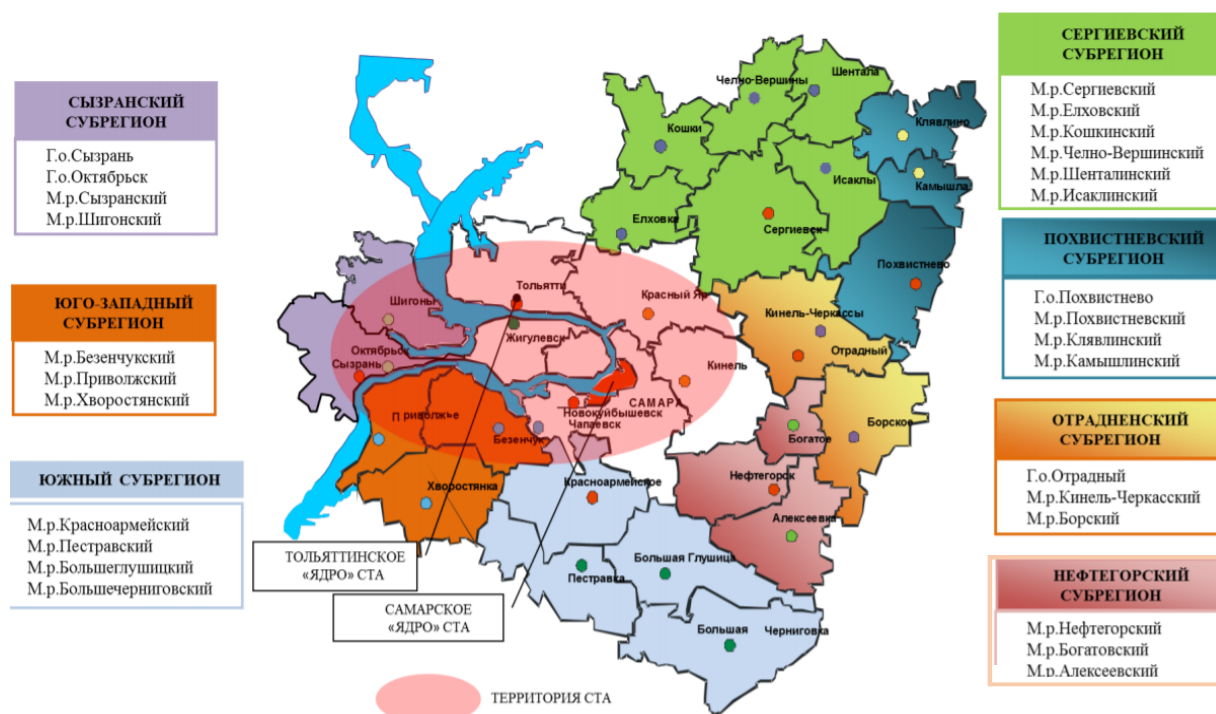 СЫЗРАНСКИЙ
СУБРЕГИОН
Г.о.Сызрань
Г.о.Октябрьск
М.р.Сызранский
М.р.Шигонский
ЮГО-ЗАПАДНЫЙ
СУБРЕГИОН
М.р.Безенчукский
М.р.Приволжский
М.р.Хворостянский
ЮЖНЫЙ СУБРЕГИОН
М.р.Красноармейский
М.р.Пестравский
М.р.Большеглушицкий
М.р.Большечерниговский
Челно-Вершины
Шентала
Кошки
Клявлино
Исаклы
Камышла
Елховка
Сергиевск
Похвистнево
Тольятти
Шигоны
Красный Яр
Кинель-Черкассы
Жигулевск
Отрадный
Октябрьск
Сызрань
Кинель
САМАРА
Новокуйбышевск
Чапаевск
Приволжье
Безенчук
Борское
Богатое
Нефтегорск
Хворостянка
Красноармейское
Алексеевка
Большая Глушица
Пестравка
Большая Черниговка
ТОЛЬЯТТИНСКОЕ
«ЯДРО» СТА
САМАРСКОЕ
«ЯДРО» СТА
ТЕРРИТОРИЯ СТА
СЕРГИЕВСКИЙ
СУБРЕГИОН
М.р.Сергиевский
М.р.Елховский
М.р.Кошкинский
М.р.Челно-Вершинский
М.р.Шенталинский
М.р.Исаклинский
ПОХВИСТНЕВСКИЙ
СУБРЕГИОН
Г.о.Похвистнево
М.р.Похвистневский
М.р.Клявлинский
М.р.Камышлинский
ОТРАДНЕНСКИЙ
СУБРЕГИОН
Г.о.Отрадный
М.р.Кинель-Черкасский
М.р.Борский
НЕФТЕГОРСКИЙ
СУБРЕГИОН
М.р.Нефтегорский
М.р.Богатовский
М.р.Алексеевский